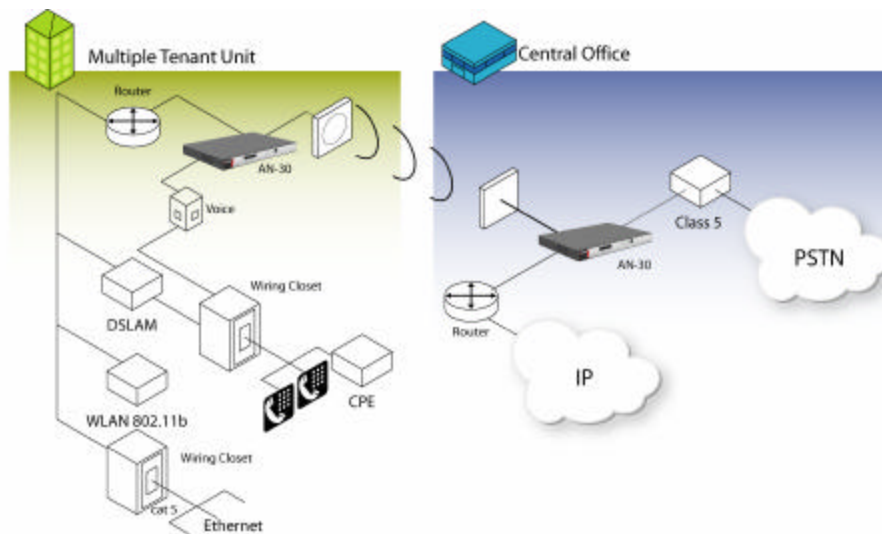 Multiple Tenant Unit
Central Office
Router
AN-30
Voice
Class 5
PSTN
AN-30
Wiring Closet
DSLAM
Router
IP
CPE
WLAN 802.11b
Wiring Closet
cat 5
Ethernet